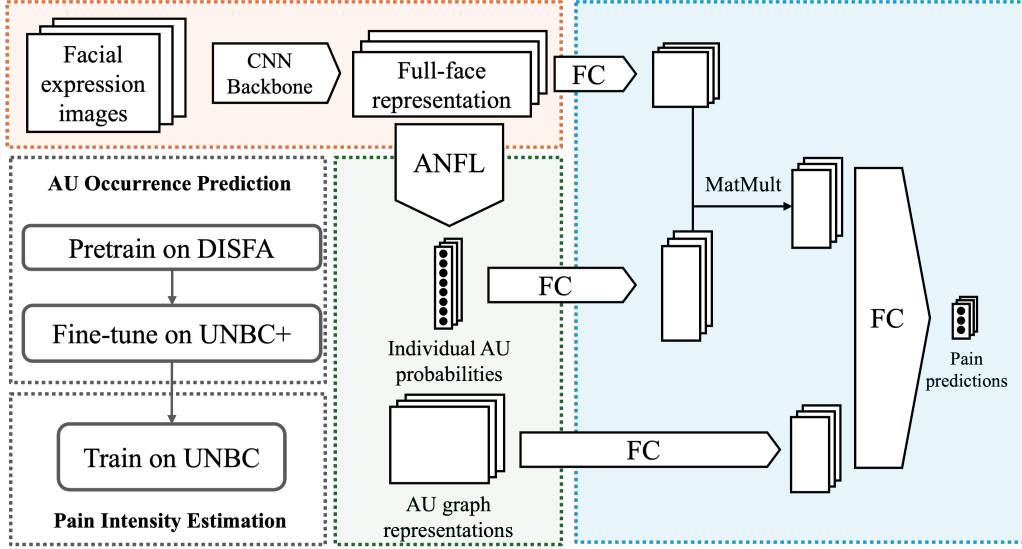 Facial
expression
images
CNN
Backbone
Full-face
representation
FC
AU Occurrence Prediction
Pretrain on DISFA
Fine-tune on UNBC+
Train on UNBC
Pain Intensity Estimation
ANFL
Individual AU
probabilities
AU graph
representations
FC
FC
MatMult
FC
Pain
predictions